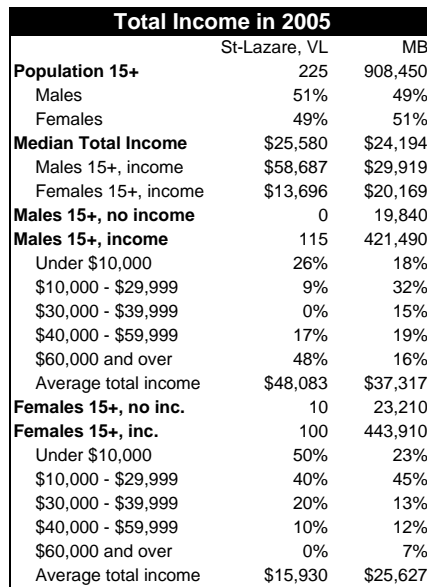 Total Income in 2005
St-Lazare, VL MB
Population 15+ 225 908,450
Males 51% 49%
Females 49% 51%
Median Total Income $25,580 $24,194
Males 15+, income $58,687 $29,919
Females 15+, income $13,696 $20,169
Males 15+, no income 0 19,840
Males 15+, income 115 421,490
Under $10,000 26% 18%
$10,000 - $29,999 9% 32%
$30,000 - $39,999 0% 15%
$40,000 - $59,999 17% 19%
$60,000 and over 48% 16%
Average total income $48,083 $37,317
Females 15+, no inc. 10 23,210
Females 15+, inc. 100 443,910
Under $10,000 50% 23%
$10,000 - $29,999 40% 45%
$30,000 - $39,999 20% 13%
$40,000 - $59,999 10% 12%
$60,000 and over 0% 7%
Average total income $15,930 $25,627